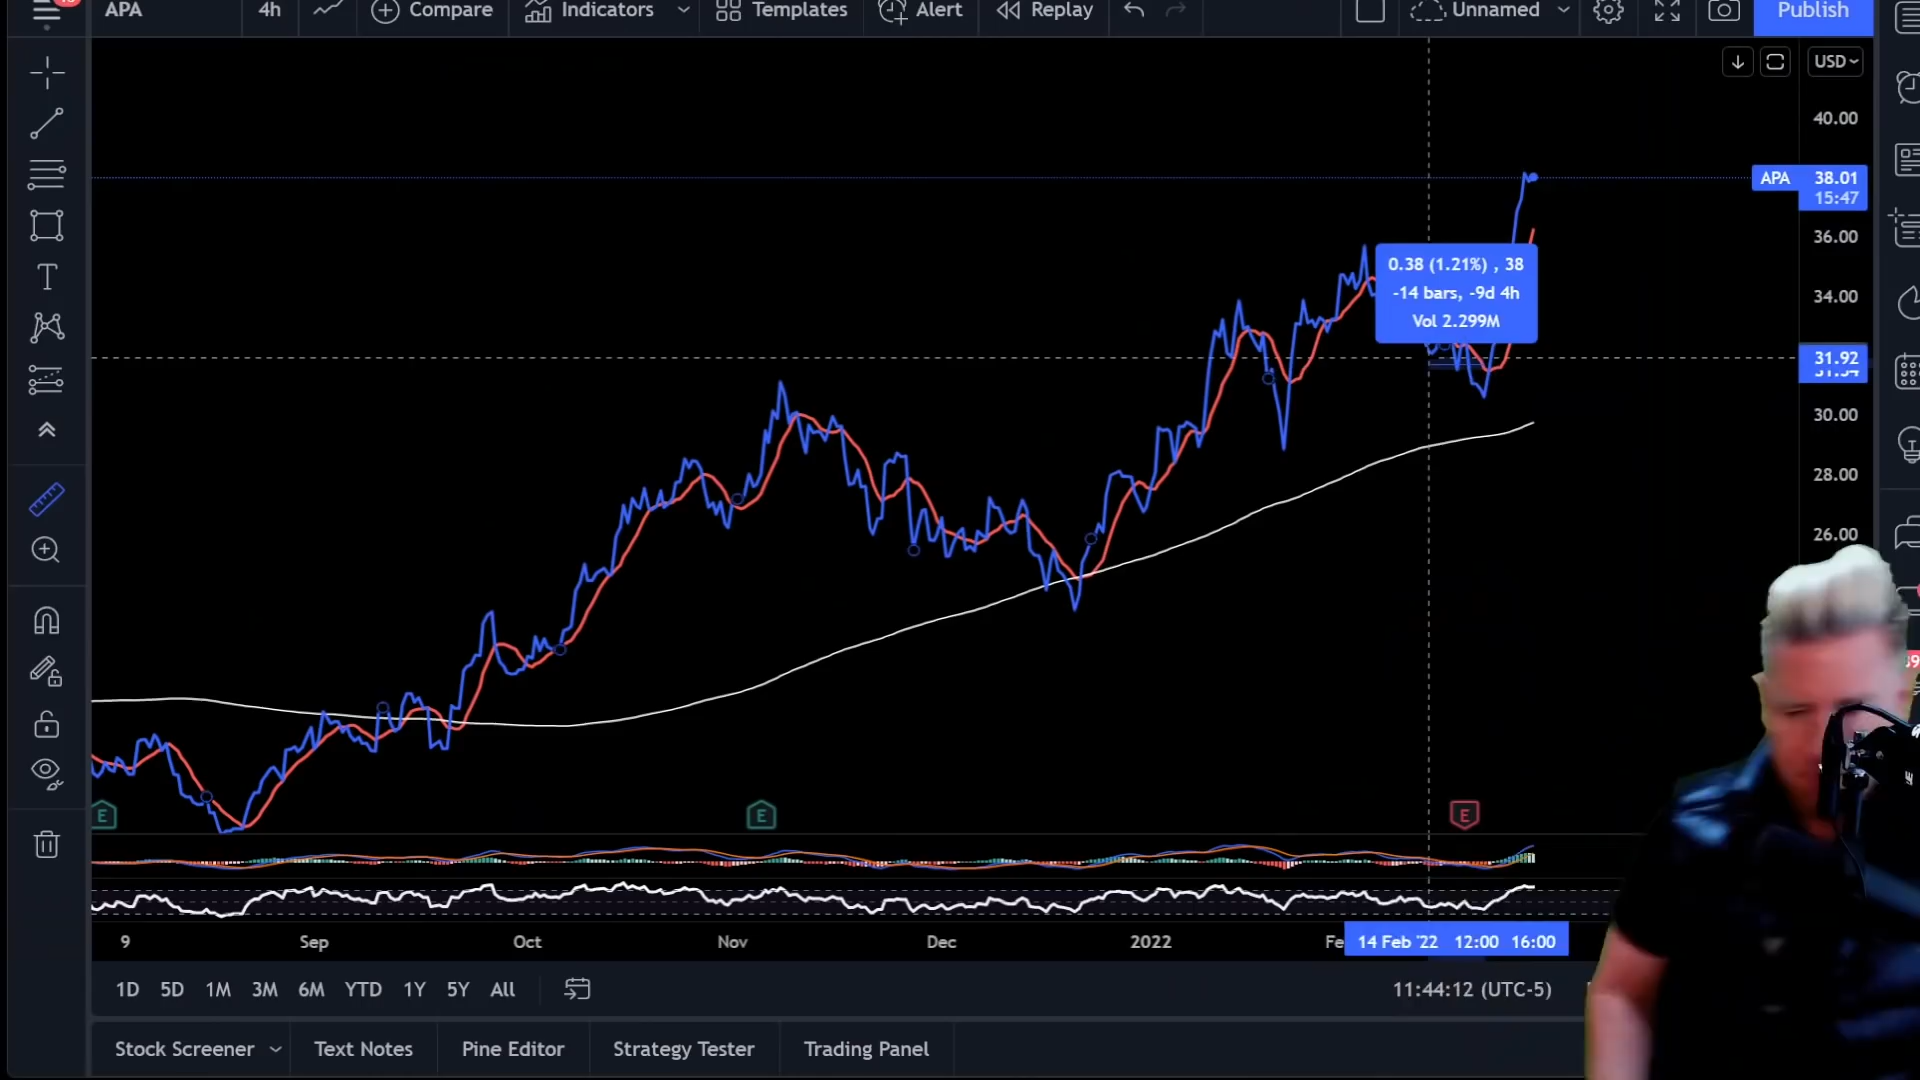 APA 4h Compare Indicators Templates Alert Replay Unnamed Publish
USD
40.00
APA 38.01
15:47
36.00
0.38 (1.21%) , 38
-14 bars, -9d 4h
Vol 2.299M
34.00
31.92
30.00
28.00
26.00
E E E
9 Sep Oct Nov Dec 2022 Fe 14 Feb '22 12:00 16:00
1D 5D 1M 3M 6M YTD 1Y 5Y All 11:44:12 (UTC-5)
Stock Screener Text Notes Pine Editor Strategy Tester Trading Panel